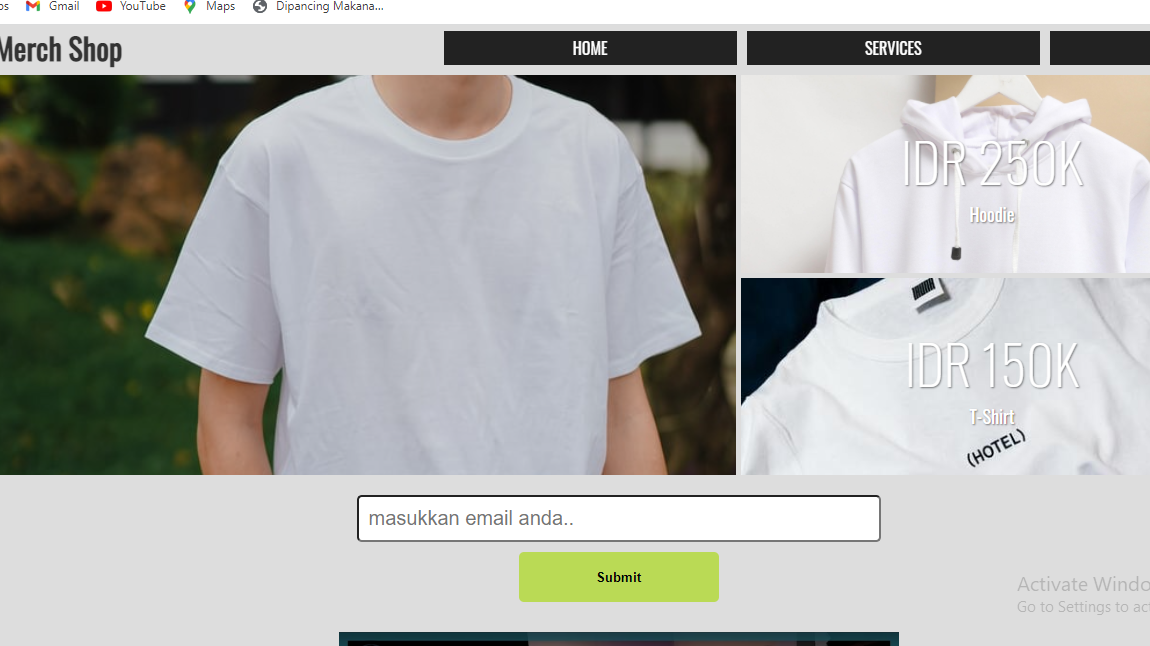 Gmail YouTube Maps Dipancing Makana...
Merch Shop
HOME
SERVICES
IDR 250K
Hoodie
IDR 150K
T-Shirt
(HOTEL)
masukkan email anda..
Submit
Activate Windo
Go to Settings to ac